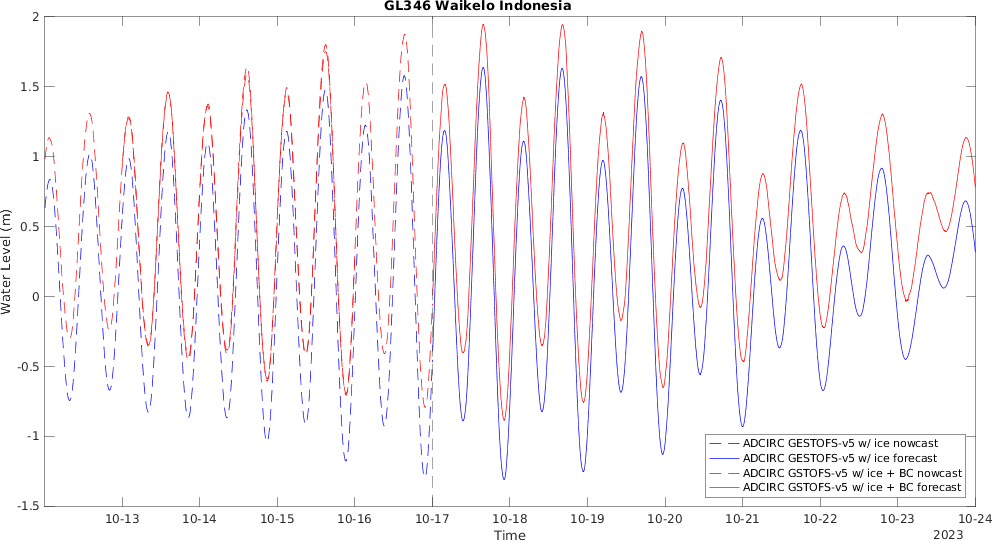 GL346 Waikelo Indonesia
Water Level (m)
2
1.5
1
0.5
0
-0.5
-1
-1.5
ADCIRC GESTOFS-v5 w/ ice nowcast
ADCIRC GESTOFS-v5 w/ ice forecast
ADCIRC GSTOFS-v5 w/ ice + BC nowcast
ADCIRC GSTOFS-v5 w/ ice + BC forecast
10-13 10-14 10-15 10-16 10-17 10-18 10-19 10-20 10-21 10-22 10-23 10-24
Time
2023